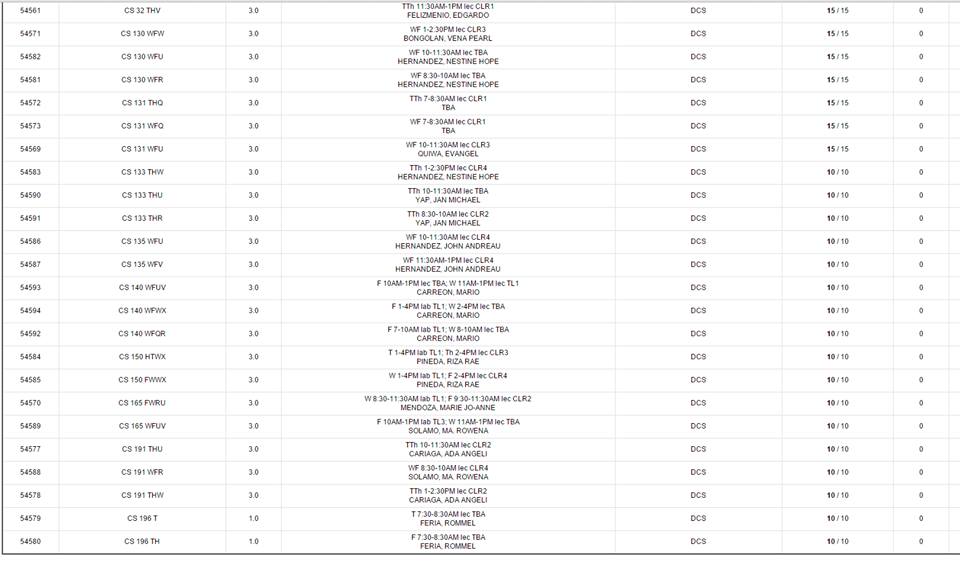 54561 CS 32 THV 3.0 TTh 11:30AM-1PM lec CLR1 DCS 15 / 15 0
FELIZMENIO, EDGARDO
54571 CS 130 WFW 3.0 WF 1-2:30PM lec CLR3 DCS 15 / 15 0
BONGOLAN, VENA PEARL
54582 CS 130 WFU 3.0 WF 10-11:30AM lec TBA DCS 15 / 15 0
HERNANDEZ, NESTINE HOPE
54581 CS 130 WFR 3.0 WF 8:30-10AM lec TBA DCS 15 / 15 0
HERNANDEZ, NESTINE HOPE
54572 CS 131 THQ 3.0 TTh 7-8:30AM lec CLR1 DCS 15 / 15 0
TBA
54573 CS 131 WFQ 3.0 WF 7-8:30AM lec CLR1 DCS 15 / 15 0
TBA
54569 CS 131 WFU 3.0 WF 10-11:30AM lec CLR3 DCS 15 / 15 0
QUIWA, EVANGEL
54583 CS 133 THW 3.0 TTh 1-2:30PM lec CLR4 DCS 10 / 10 0
HERNANDEZ, NESTINE HOPE
54590 CS 133 THU 3.0 TTh 10-11:30AM lec TBA DCS 10 / 10 0
YAP, JAN MICHAEL
54591 CS 133 THR 3.0 TTh 8:30-10AM lec CLR2 DCS 10 / 10 0
YAP, JAN MICHAEL
54586 CS 135 WFU 3.0 WF 10-11:30AM lec CLR4 DCS 10 / 10 0
HERNANDEZ, JOHN ANDREAU
54587 CS 135 WFV 3.0 WF 11:30AM-1PM lec CLR4 DCS 10 / 10 0
HERNANDEZ, JOHN ANDREAU
54593 CS 140 WFUV 3.0 F 10AM-1PM lec TBA; W 11AM-1PM lec TL1 DCS 10 / 10 0
CARREON, MARIO
54594 CS 140 WFWX 3.0 F 1-4PM lab TL1; W 2-4PM lec TBA DCS 10 / 10 0
CARREON, MARIO
54592 CS 140 WFQR 3.0 F 7-10AM lab TL1; W 8-10AM lec TBA DCS 10 / 10 0
CARREON, MARIO
54584 CS 150 HTWX 3.0 T 1-4PM lab TL1; Th 2-4PM lec CLR3 DCS 10 / 10 0
PINEDA, RIZA RAE
54585 CS 150 FWWX 3.0 W 1-4PM lab TL1; F 2-4PM lec CLR4 DCS 10 / 10 0
PINEDA, RIZA RAE
54570 CS 165 FWRU 3.0 W 8:30-11:30AM lab TL1; F 9:30-11:30AM lec CLR2 DCS 10 / 10 0
MENDOZA, MARIE JO-ANNE
54589 CS 165 WFUV 3.0 F 10AM-1PM lab TL3; W 11AM-1PM lec TBA DCS 10 / 10 0
SOLAMO, MA. ROWENA
54577 CS 191 THU 3.0 TTh 10-11:30AM lec CLR2 DCS 10 / 10 0
CARIAGA, ADA ANGELI
54588 CS 191 WFR 3.0 WF 8:30-10AM lec CLR4 DCS 10 / 10 0
SOLAMO, MA. ROWENA
54578 CS 191 THW 3.0 TTh 1-2:30PM lec CLR2 DCS 10 / 10 0
CARIAGA, ADA ANGELI
54579 CS 196 T 1.0 T 7:30-8:30AM lec TBA DCS 10 / 10 0
FERIA, ROMMEL
54580 CS 196 TH 1.0 F 7:30-8:30AM lec TBA DCS 10 / 10 0
FERIA, ROMMEL